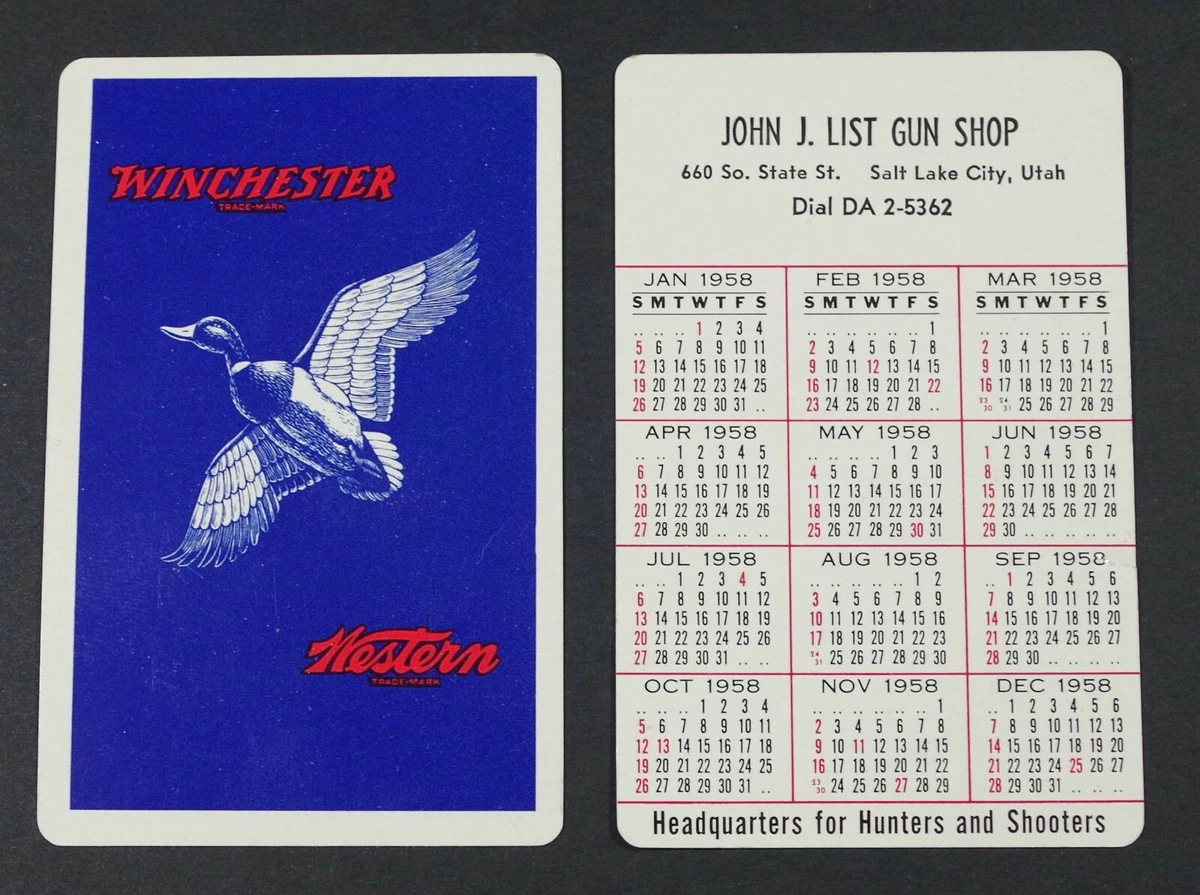 WINCHESTER
TRADE-MARK
Western
TRADE-MARK
JOHN J. LIST GUN SHOP
660 So. State St. Salt Lake City, Utah
Dial DA 2-5362
JAN 1958
S M T W T F S
.. .. .. 1 2 3 4
5 6 7 8 9 10 11
12 13 14 15 16 17 18
19 20 21 22 23 24 25
26 27 28 29 30 31 ..
FEB 1958
S M T W T F S
.. .. .. .. .. .. 1
2 3 4 5 6 7 8
9 10 11 12 13 14 15
16 17 18 19 20 21 22
23 24 25 26 27 28 ..
MAR 1958
S M T W T F S
.. .. .. .. .. .. 1
2 3 4 5 6 7 8
9 10 11 12 13 14 15
16 17 18 19 20 21 22
23/30 24/31 25 26 27 28 29
APR 1958
.. .. 1 2 3 4 5
6 7 8 9 10 11 12
13 14 15 16 17 18 19
20 21 22 23 24 25 26
27 28 29 30 .. .. ..
MAY 1958
.. .. .. .. 1 2 3
4 5 6 7 8 9 10
11 12 13 14 15 16 17
18 19 20 21 22 23 24
25 26 27 28 29 30 31
JUN 1958
1 2 3 4 5 6 7
8 9 10 11 12 13 14
15 16 17 18 19 20 21
22 23 24 25 26 27 28
29 30 .. .. .. .. ..
JUL 1958
.. .. 1 2 3 4 5
6 7 8 9 10 11 12
13 14 15 16 17 18 19
20 21 22 23 24 25 26
27 28 29 30 31 .. ..
AUG 1958
.. .. .. .. .. 1 2
3 4 5 6 7 8 9
10 11 12 13 14 15 16
17 18 19 20 21 22 23
24/31 25 26 27 28 29 30
SEP 1958
.. 1 2 3 4 5 6
7 8 9 10 11 12 13
14 15 16 17 18 19 20
21 22 23 24 25 26 27
28 29 30 .. .. .. ..
OCT 1958
.. .. .. 1 2 3 4
5 6 7 8 9 10 11
12 13 14 15 16 17 18
19 20 21 22 23 24 25
26 27 28 29 30 31 ..
NOV 1958
.. .. .. .. .. .. 1
2 3 4 5 6 7 8
9 10 11 12 13 14 15
16 17 18 19 20 21 22
23/30 24 25 26 27 28 29
DEC 1958
.. 1 2 3 4 5 6
7 8 9 10 11 12 13
14 15 16 17 18 19 20
21 22 23 24 25 26 27
28 29 30 31 .. .. ..
Headquarters for Hunters and Shooters